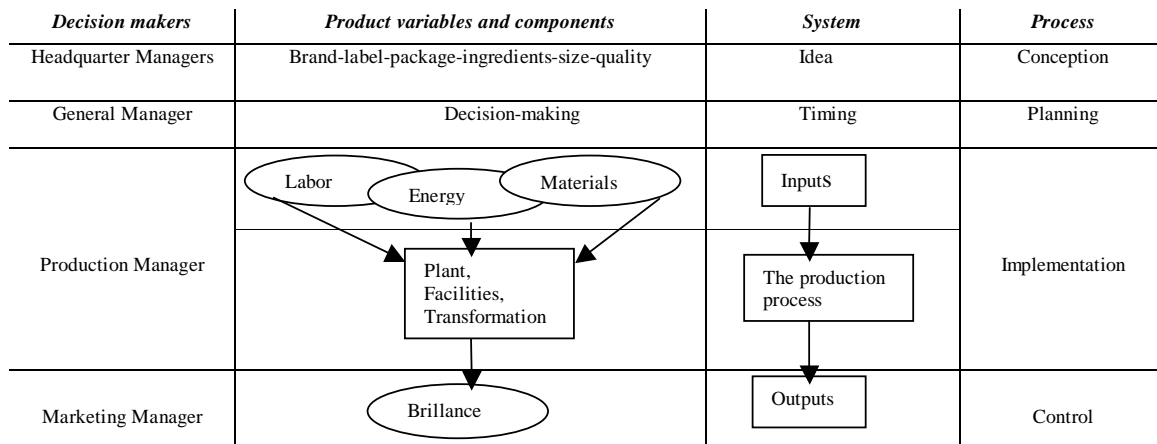 Decision makers Product variables and components System Process
Headquarter Managers Brand-label-package-ingredients-size-quality Idea Conception
General Manager Decision-making Timing Planning
Labor Energy Materials InputS
Production Manager Implementation
Plant,
Facilities,
Transformation
The production
process
Marketing Manager Brillance Outputs Control